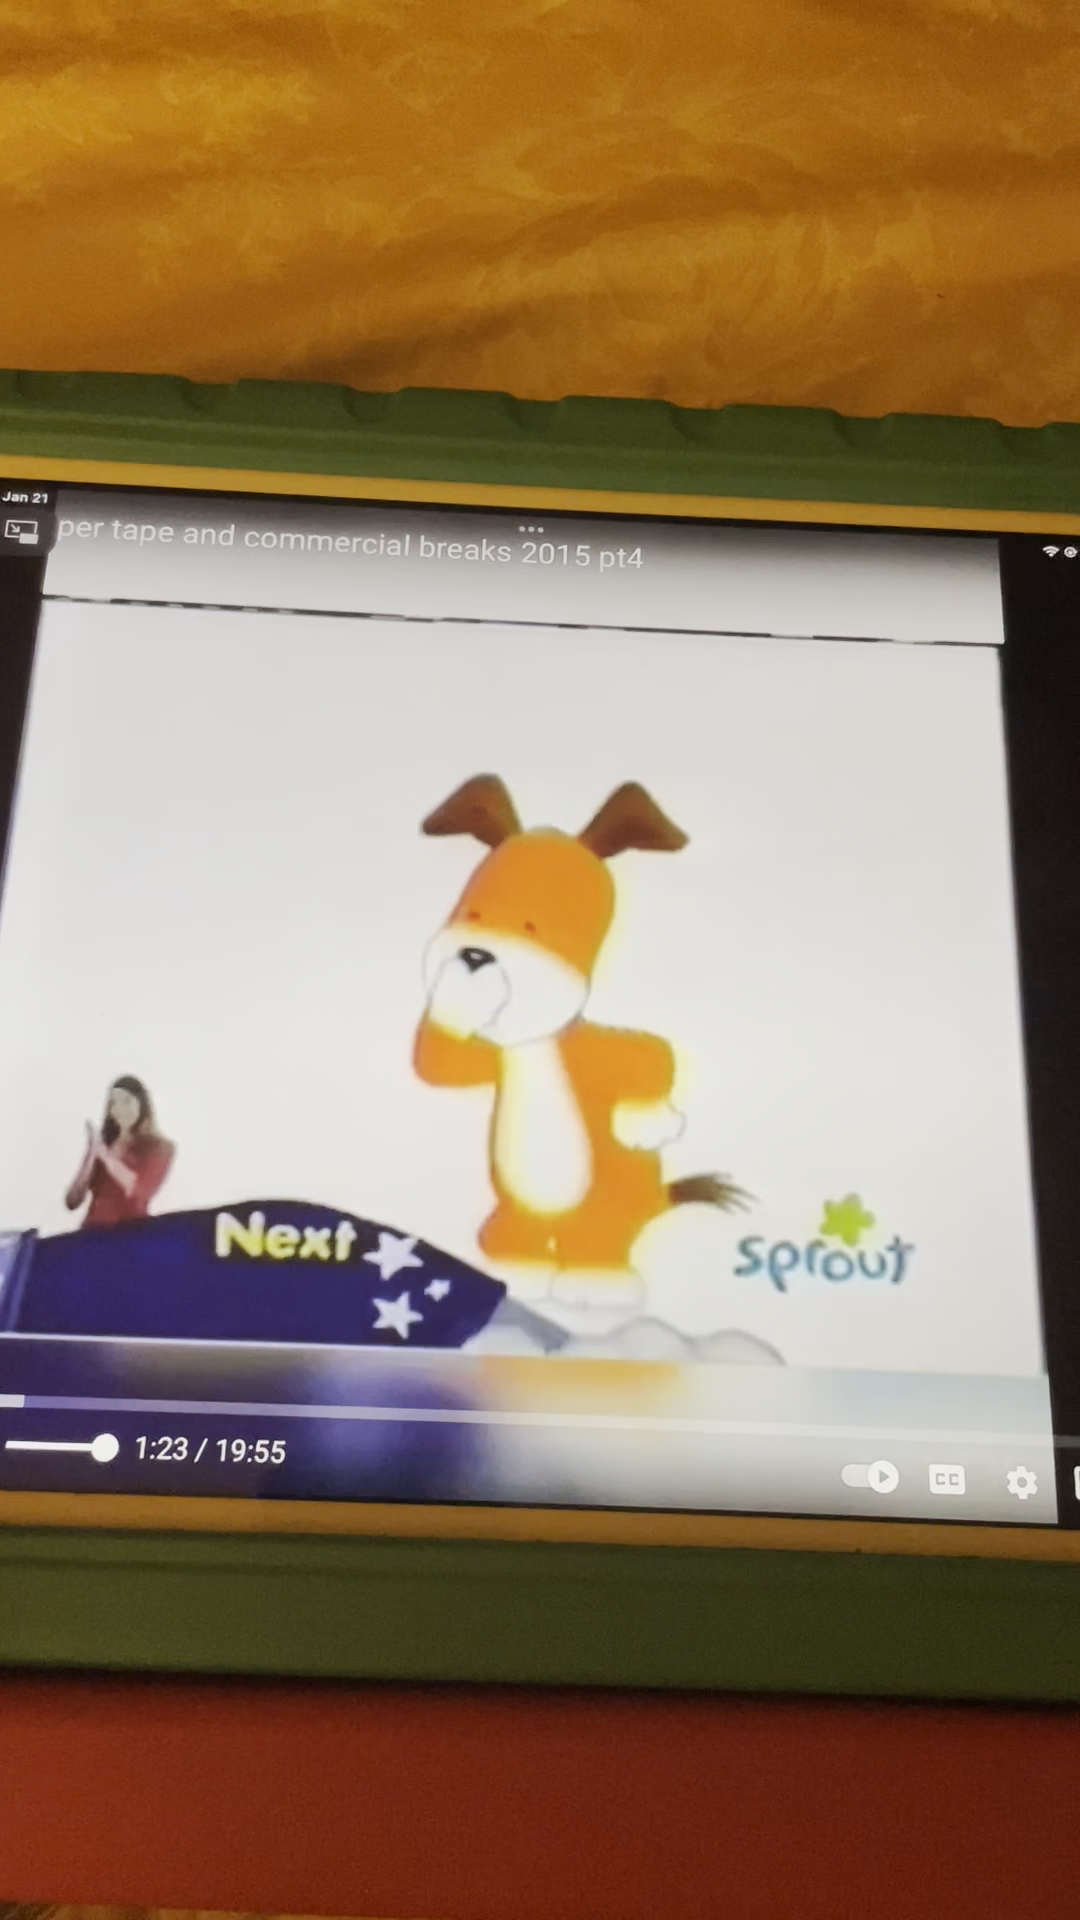 Jan 21
per tape and commercial breaks 2015 pt4
Next
sprout
1:23 / 19:55
CC